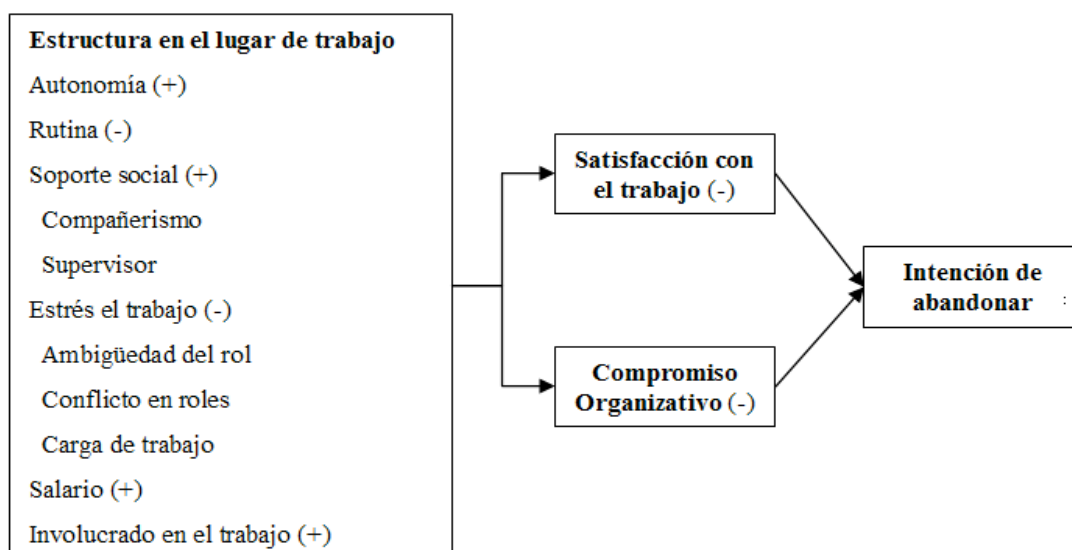 Estructura en el lugar de trabajo
Autonomía (+)
Rutina (-)
Soporte social (+)
Compañerismo
Supervisor
Estrés el trabajo (-)
Ambigüedad del rol
Conflicto en roles
Carga de trabajo
Salario (+)
Involucrado en el trabajo (+)
Satisfacción con
el trabajo (-)
Compromiso
Organizativo (-)
Intención de
abandonar :